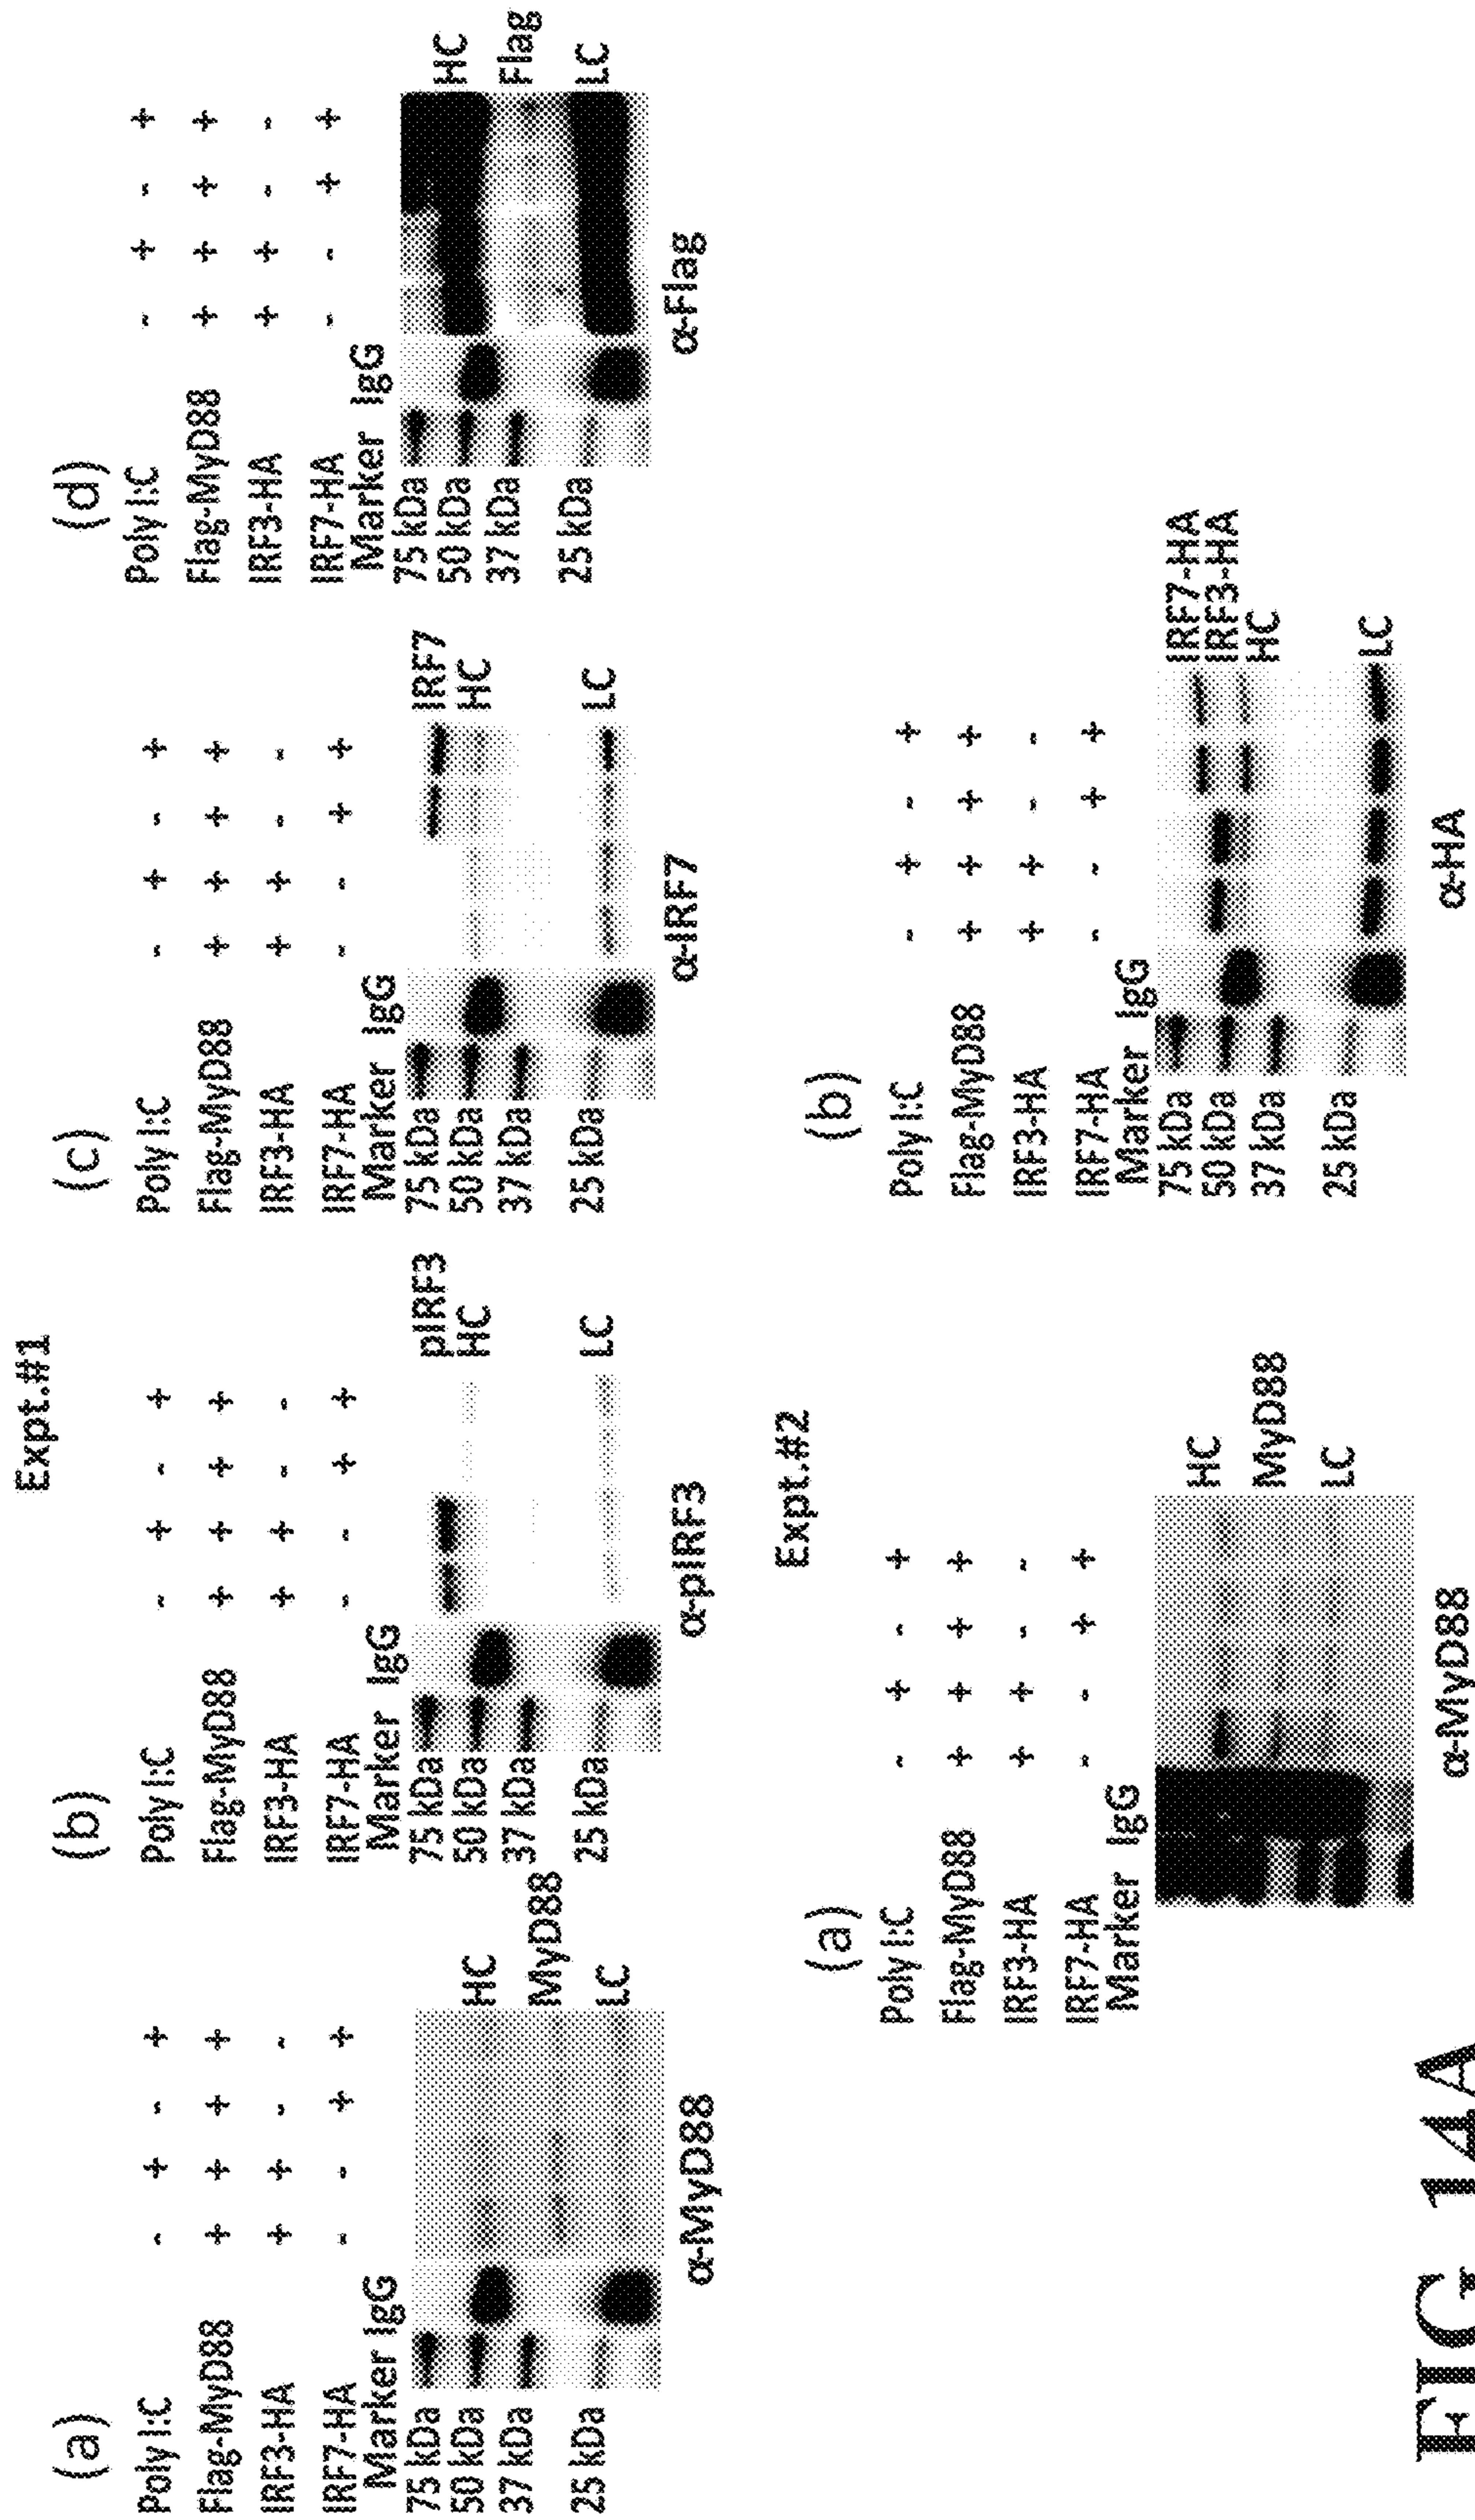 Expt.#1
(a)
Poly I:C - + - +
Flag-MyD88 + + + +
IRF3-HA + + - -
IRF7-HA - - + +
Marker IgG
75 kDa
50 kDa
37 kDa
25 kDa
HC
MyD88
LC
α-MyD88
(b)
Poly I:C - + - +
Flag-MyD88 + + + +
IRF3-HA + + - -
IRF7-HA - - + +
Marker IgG
75 kDa
50 kDa
37 kDa
25 kDa
pIRF3
HC
LC
α-pIRF3
(c)
Poly I:C - + - +
Flag-MyD88 + + + +
IRF3-HA + + - -
IRF7-HA - - + +
Marker IgG
75 kDa
50 kDa
37 kDa
25 kDa
IRF7
HC
LC
α-IRF7
(d)
Poly I:C - + - +
Flag-MyD88 + + + +
IRF3-HA + + - -
IRF7-HA - - + +
Marker IgG
75 kDa
50 kDa
37 kDa
25 kDa
HC
Flag
LC
α-Flag
Expt.#2
(a)
Poly I:C - + - +
Flag-MyD88 + + + +
IRF3-HA + + - -
IRF7-HA - - + +
Marker IgG
HC
MyD88
LC
α-MyD88
(b)
Poly I:C - + - +
Flag-MyD88 + + + +
IRF3-HA + + - -
IRF7-HA - - + +
Marker IgG
75 kDa
50 kDa
37 kDa
25 kDa
IRF7-HA
IRF3-HA
HC
LC
α-HA
FIG 14A